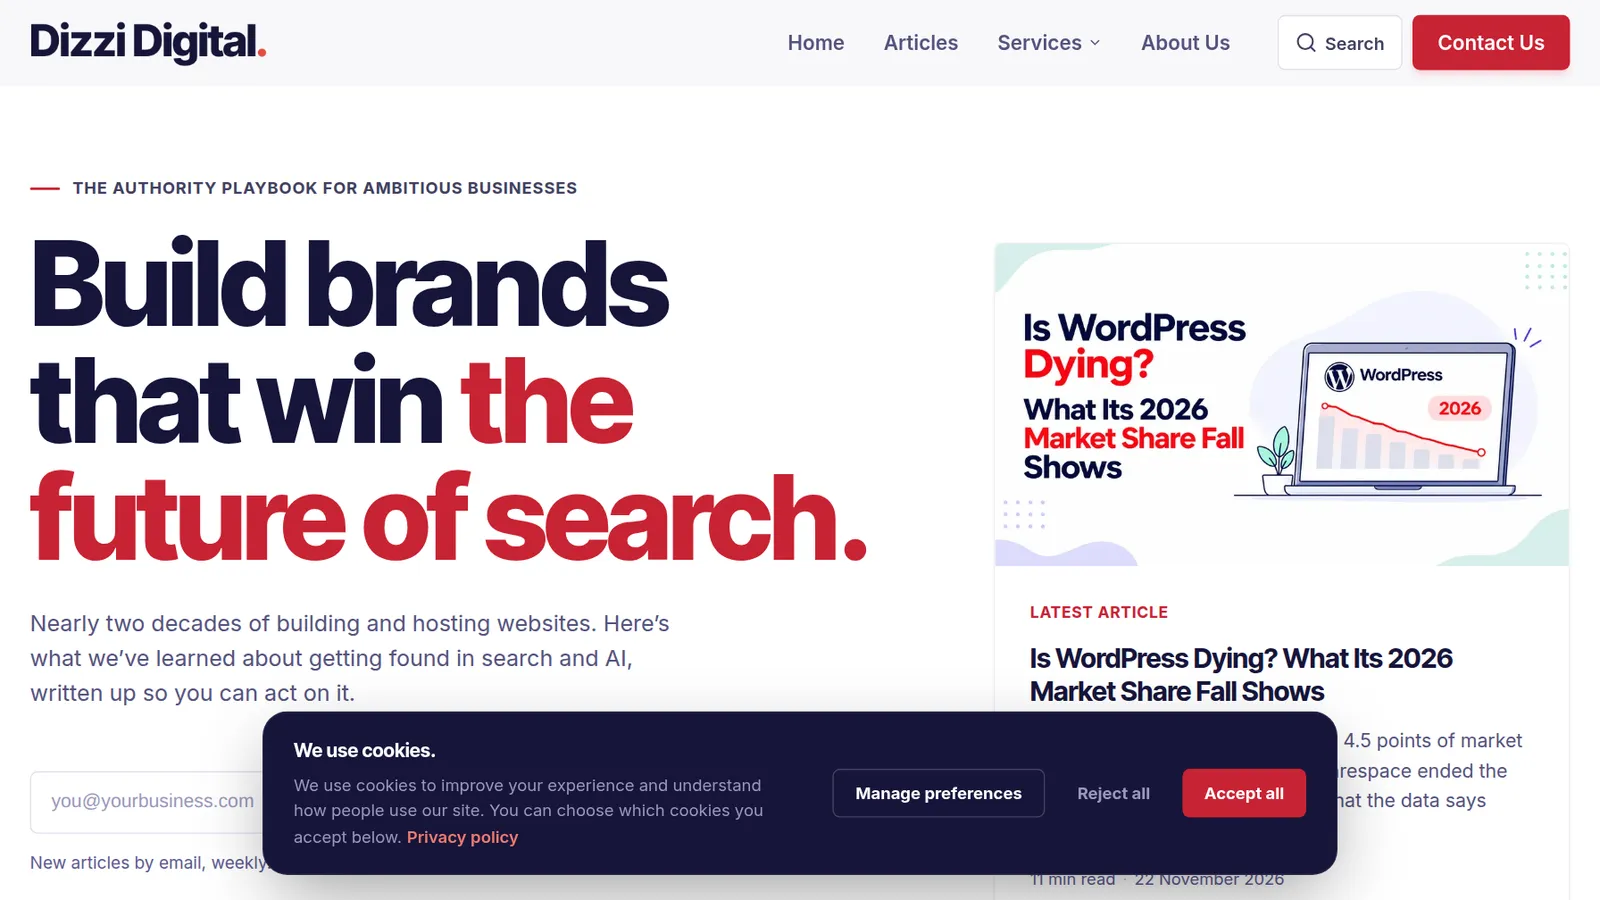 Dizzi Digital.
Home
Articles
Services
About Us
Search
Contact Us
THE AUTHORITY PLAYBOOK FOR AMBITIOUS BUSINESSES
Build brands
that win the
future of search.
Nearly two decades of building and hosting websites. Here’s
what we’ve learned about getting found in search and AI,
written up so you can act on it.
you@yourbusiness.com
New articles by email, weekly.
Is WordPress
Dying?
What Its 2026
Market Share Fall
Shows
WordPress
2026
LATEST ARTICLE
Is WordPress Dying? What Its 2026
Market Share Fall Shows
4.5 points of market
ended the
the data says
11 min read · 22 November 2026
We use cookies.
We use cookies to improve your experience and understand
how people use our site. You can choose which cookies you
accept below. Privacy policy
Manage preferences
Reject all
Accept all